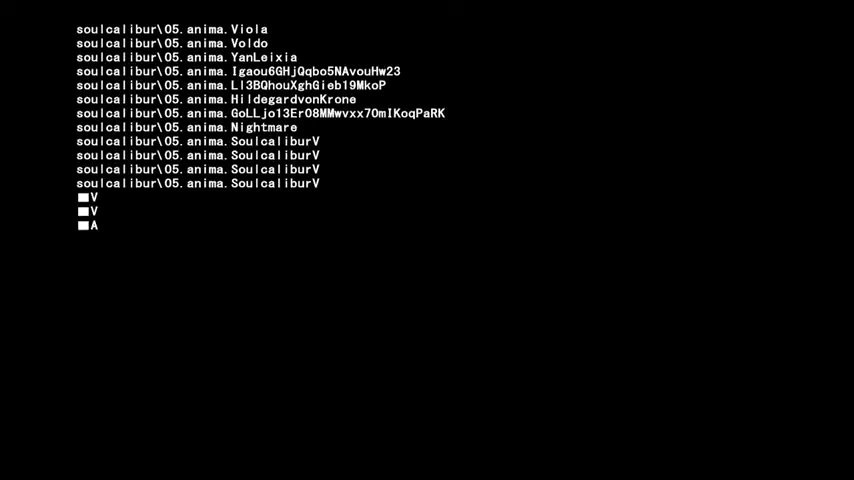 soulcalibur\05.anima.Viola
soulcalibur\05.anima.Voldo
soulcalibur\05.anima.YanLeixia
soulcalibur\05.anima.Igaou6GHjQqbo5NAvouHw23
soulcalibur\05.anima.Ll3BQhouXghGieb19MkoP
soulcalibur\05.anima.HildegardvonKrone
soulcalibur\05.anima.GoLLjo13Er08MMwvxx70mIKoqPaRK
soulcalibur\05.anima.Nightmare
soulcalibur\05.anima.SoulcaliburV
soulcalibur\05.anima.SoulcaliburV
soulcalibur\05.anima.SoulcaliburV
soulcalibur\05.anima.SoulcaliburV
■V
■V
■A